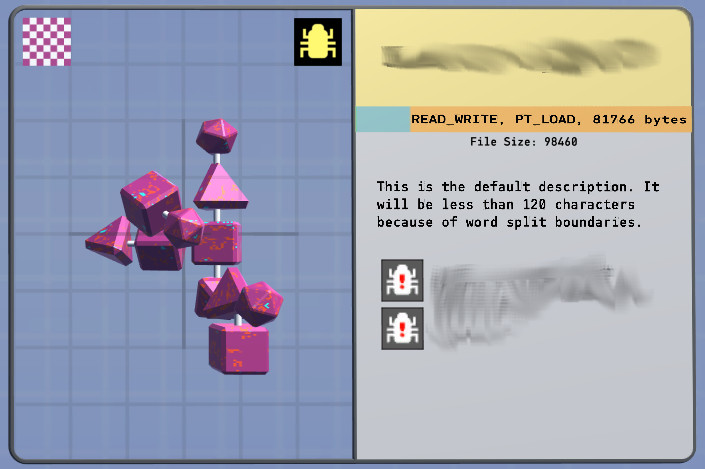 READ_WRITE, PT_LOAD, 81766 bytes
File Size: 98460
This is the default description. It
will be less than 120 characters
because of word split boundaries.